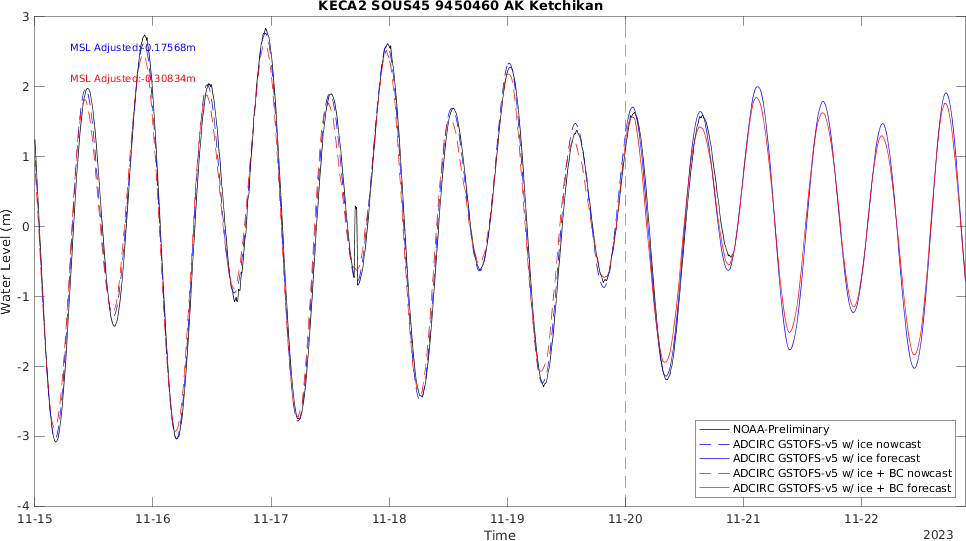 KECA2 SOUS45 9450460 AK Ketchikan
MSL Adjusted:-0.17568m
MSL Adjusted:-0.30834m
3
2
1
0
-1
-2
-3
-4
Water Level (m)
NOAA-Preliminary
ADCIRC GSTOFS-v5 w/ ice nowcast
ADCIRC GSTOFS-v5 w/ ice forecast
ADCIRC GSTOFS-v5 w/ ice + BC nowcast
ADCIRC GSTOFS-v5 w/ ice + BC forecast
11-15 11-16 11-17 11-18 11-19 11-20 11-21 11-22
Time
2023